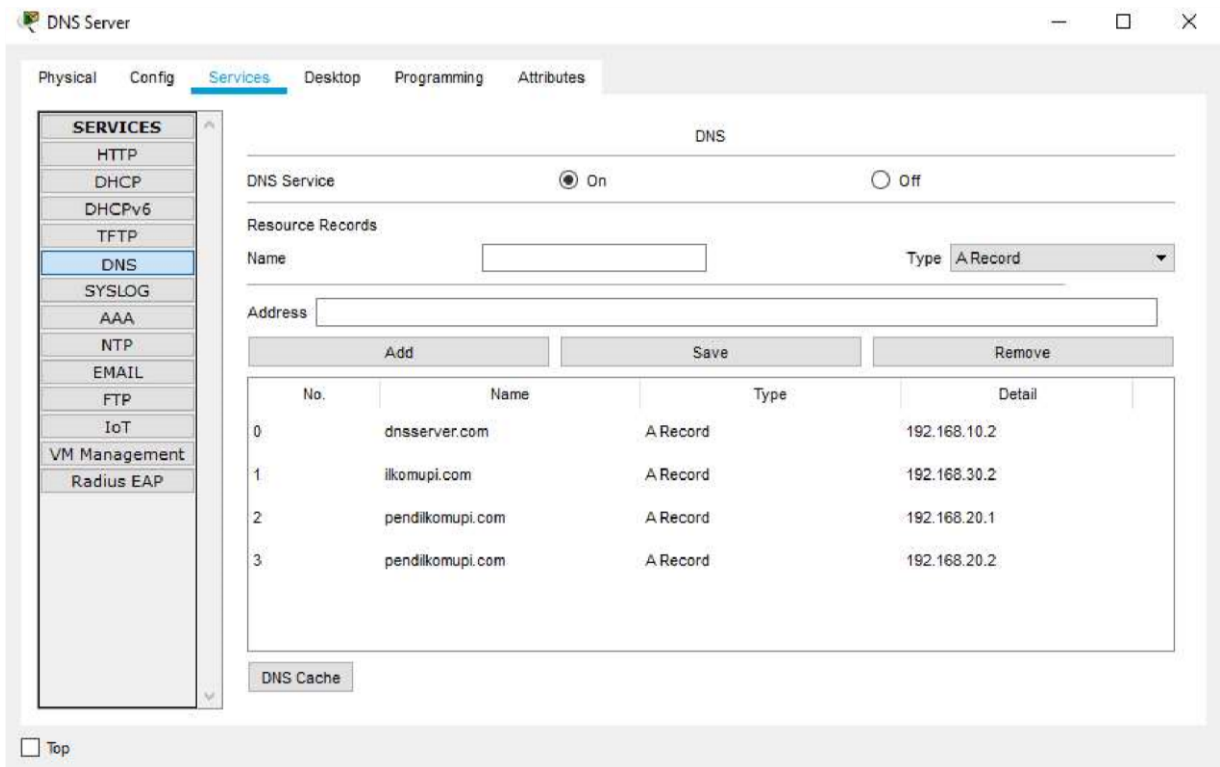 DNS Server
Physical Config Services Desktop Programming Attributes
SERVICES
HTTP
DHCP
DHCPv6
TFTP
DNS
SYSLOG
AAA
NTP
EMAIL
FTP
IoT
VM Management
Radius EAP
DNS
DNS Service On Off
Resource Records
Name Type A Record
Address
Add Save Remove
No. Name Type Detail
0 dnsserver.com A Record 192.168.10.2
1 ilkomupi.com A Record 192.168.30.2
2 pendilkomupi.com A Record 192.168.20.1
3 pendilkomupi.com A Record 192.168.20.2
DNS Cache
Top